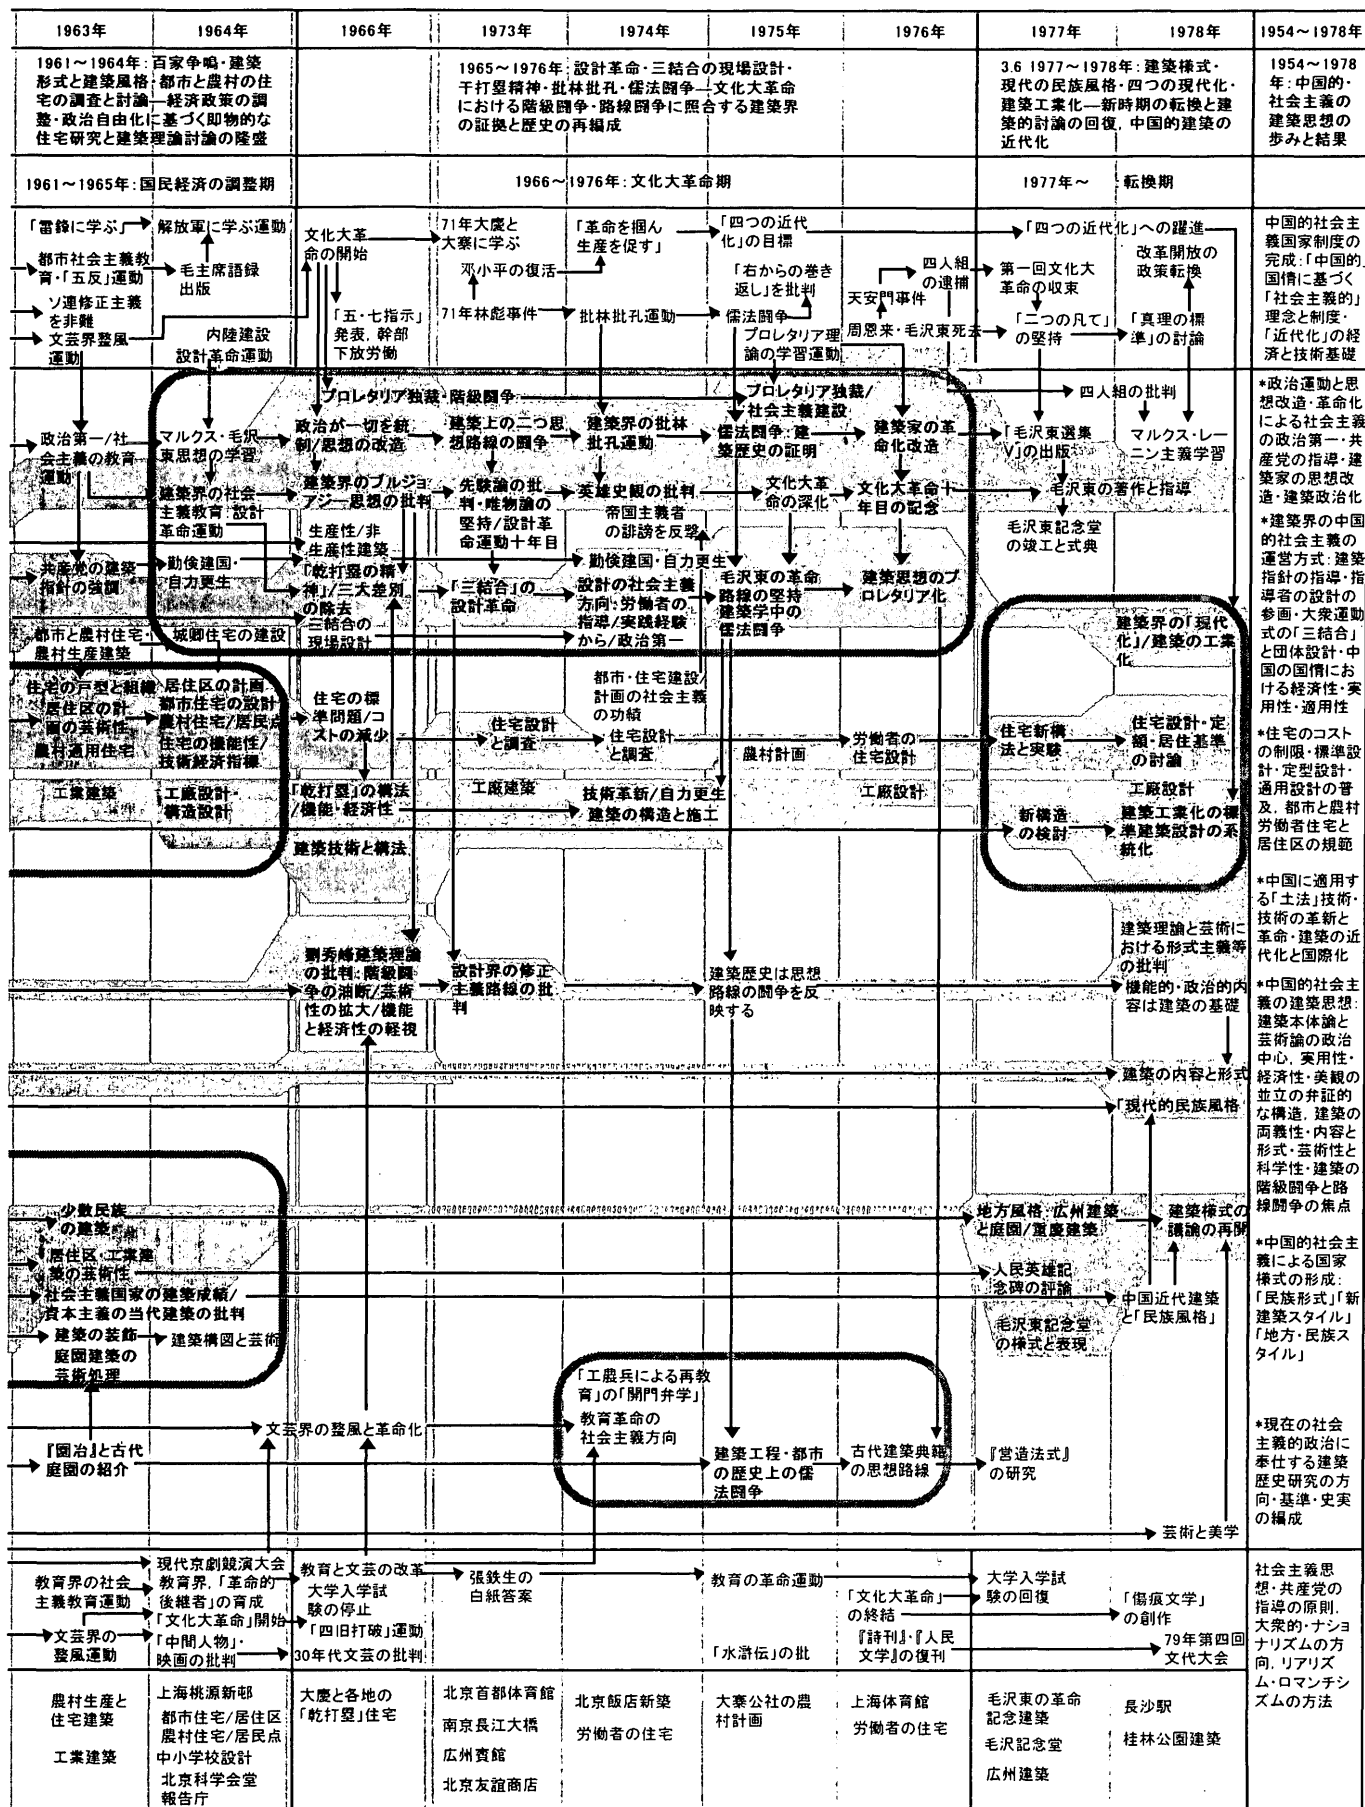 1963年
1964年
1966年
1973年
1974年
1975年
1976年
1977年
1978年
1954～1978年
1961～1964年:百家争鳴・建築
形式と建築風格・都市と農村の住
宅の調査と討論―経済政策の調
整・政治自由化に基づく即物的な
住宅研究と建築理論討論の隆盛
1965～1976年:設計革命・三結合の現場設計・
干打塁精神・批林批孔・儒法闘争―文化大革命
における階級闘争・路線闘争に照合する建築界
の証拠と歴史の再編成
3.6 1977～1978年:建築様式・
現代の民族風格・四つの現代化・
建築工業化―新時期の転換と建
築的討論の回復,中国的建築の
近代化
1954～1978
年:中国的・
社会主義の
建築思想の
歩みと結果
1961～1965年:国民経済の調整期
1966～1976年:文化大革命期
1977年～ 転換期
「雷鋒に学ぶ」
解放軍に学ぶ運動
都市社会主義教
育・「五反」運動
毛主席語録
出版
ソ連修正主義
を非難
文芸界整風
運動
内陸建設
設計革命運動
文化大革
命の開始
「五・七指示」
発表,幹部
下放労働
71年大慶と
大寨に学ぶ
邓小平の復活
71年林彪事件
「革命を掴ん
生産を促す」
批林批孔運動
「四つの近代
化」の目標
「右からの巻き
返し」を批判
儒法闘争
プロレタリア理
論の学習運動
四人組
の逮捕
天安門事件
周恩来・毛沢東死去
「四つの近代化」への躍進
第一回文化大
革命の収束
「二つの凡て」
の堅持
改革開放の
政策転換
「真理の標
準」の討論
中国的社会主
義国家制度の
完成:「中国的」
国情に基づく
「社会主義的」
理念と制度・
「近代化」の経
済と技術基礎
プロレタリア独裁・階級闘争
プロレタリア独裁/
社会主義建設
四人組の批判
政治第一/社
会主義の教育
運動
マルクス・毛沢
東思想の学習
政治が一切を統
制/思想の改造
建築上の二つ思
想路線の闘争
建築界の批林
批孔運動
儒法闘争・建
築歴史の証明
建築家の革
命化改造
「毛沢東選集
V」の出版
マルクス・レー
ニン主義学習
建築界の社会
主義教育・設計
革命運動
建築界のブルジョ
アジー思想の批判
先験論の批
判・唯物論の
堅持/設計革
命運動十年目
英雄史観の批判
帝国主義者
の誹謗を反撃
文化大革
命の深化
文化大革命十
年目の記念
毛沢東の著作と指導
毛沢東記念堂
の竣工と式典
共産党の建築
指針の強調
勤倹建国・
自力更生
生産性/非
生産性建築
「乾打塁の精
神」/三大差別
の除去
三結合の
現場設計
「三結合」の
設計革命
勤倹建国・自力更生
設計の社会主義
方向:労働者の
指導/実践経験
から/政治第一
毛沢東の革命
路線の堅持
建築学中の
儒法闘争
建築思想のプ
ロレタリア化
都市と農村住宅・
農村生産建築
城郷住宅の建設
建築界の「現代
化」/建築の工業
化
*政治運動と思
想改造・革命化
による社会主義
の政治第一・共
産党の指導・建
築家の思想改
造・建築政治化
*建築界の中国
的社会主義の
運営方式:建築
指針の指導・指
導者の設計の
参画・大衆運動
式の「三結合」
と団体設計・中
国の国情にお
ける経済性・実
用性・適用性
住宅の戸型と組織
居住区の計
画の芸術性
農村通用住宅
工業建築
居住区の計画
都市住宅の設計
農村住宅/居民点
住宅の機能性/
技術経済指標
工廠設計・
構造設計
住宅の標
準問題/コ
ストの減少
「乾打塁」の構法
/機能・経済性
建築技術と構法
住宅設計
と調査
工廠建築
都市・住宅建設/
計画の社会主義
の功績
住宅設計
と調査
技術革新/自力更生
建築の構造と施工
農村計画
労働者の
住宅設計
工廠設計
住宅新構
法と実験
新構造
の検討
住宅設計・定
額・居住基準
の討論
工廠設計
建築工業化の標
準建築設計の系
統化
*住宅のコスト
の制限・標準設
計・定型設計・
通用設計の普
及,都市と農村
労働者住宅と
居住区の規範
*中国に適用す
る「土法」技術・
技術の革新と
革命・建築の近
代化と国際化
劉秀峰建築理論
の批判:階級闘
争の油断/芸術
性の拡大/機能
と経済性の軽視
設計界の修正
主義路線の批
判
建築歴史は思想
路線の闘争を反
映する
建築理論と芸術に
おける形式主義等
の批判
機能的・政治的内
容は建築の基礎
建築の内容と形式
「現代的民族風格
*中国的社会主
義の建築思想:
建築本体論と
芸術論の政治
中心,実用性・
経済性・美観の
並立の弁証的
な構造,建築の
両義性・内容と
形式・芸術性と
科学性・建築の
階級闘争と路
線闘争の焦点
少数民族
の建築
居住区・工業建
築の芸術性
社会主義国家の建築成績/
資本主義の当代建築の批判
建築の装飾
庭園建築の
芸術処理
建築構図と芸術
地方風格:広州建築
と庭園/重慶建築
建築様式の
議論の再開
人民英雄記
念碑の評論
毛沢東記念堂
の様式と表現
中国近代建築
と「民族風格」
*中国的社会主
義による国家
様式の形成:
「民族形式」「新
建築スタイル」
「地方・民族ス
タイル」
文芸界の整風と革命化
『園冶』と古代
庭園の紹介
「工農兵による再教
育」の「開門弁学」
教育革命の
社会主義方向
建築工程・都市
の歴史上の儒
法闘争
古代建築典籍
の思想路線
『営造法式』
の研究
芸術と美学
*現在の社会
主義的政治に
奉仕する建築
歴史研究の方
向・基準・史実
の編成
教育界の社会
主義教育運動
文芸界の
整風運動
現代京劇競演大会
教育界,「革命的
後継者」の育成
「文化大革命」開始
「中間人物」・
映画の批判
教育と文芸の改革
大学入学試
験の停止
「四旧打破」運動
30年代文芸の批判
張鉄生の
白紙答案
教育の革命運動
「水滸伝」の批
「文化大革命」
の終結
『詩刊』・『人民
文学』の復刊
大学入学試
験の回復
「傷痕文学」
の創作
79年第四回
文代大会
社会主義思
想・共産党の
指導の原則,
大衆的・ナショ
ナリズムの方
向,リアリズ
ム・ロマンチシ
ズムの方法
農村生産と
住宅建築
工業建築
上海桃源新邨
都市住宅/居住区
農村住宅/居民点
中小学校設計
北京科学会堂
報告庁
大慶と各地の
「乾打塁」住宅
北京首都体育館
南京長江大橋
広州賓館
北京友誼商店
北京飯店新築
労働者の住宅
大寨公社の農
村計画
上海体育館
労働者の住宅
毛沢東の革命
記念建築
毛沢記念堂
広州建築
長沙駅
桂林公園建築